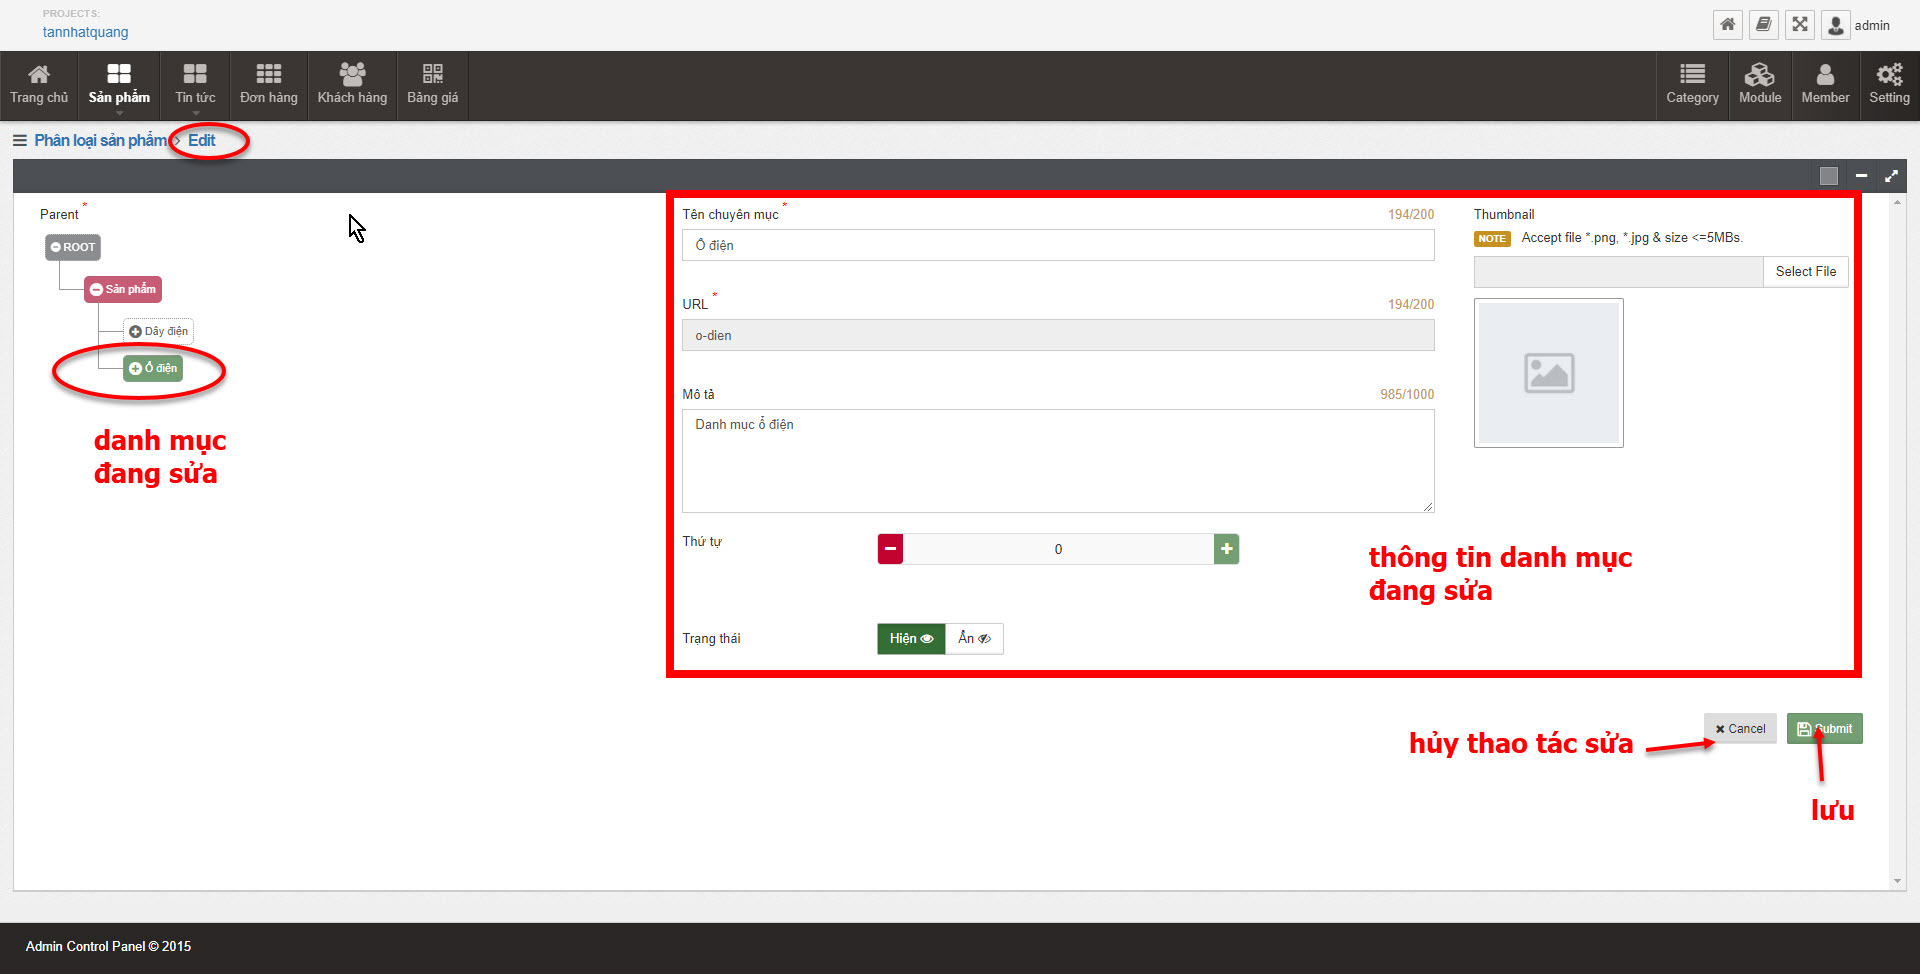 PROJECTS:
tannhatquang
admin
Trang chủ
Sản phẩm
Tin tức
Đơn hàng
Khách hàng
Bảng giá
Category
Module
Member
Setting
Phân loại sản phẩm > Edit
Parent *
ROOT
Sản phẩm
Dây điện
Ổ điện
danh mục
đang sửa
Tên chuyên mục * 194/200
Ổ điện
URL * 194/200
o-dien
Mô tả 985/1000
Danh mục ổ điện
Thứ tự 0
Trạng thái Hiện Ẩn
Thumbnail
NOTE Accept file *.png, *.jpg & size <=5MBs.
Select File
thông tin danh mục
đang sửa
Cancel Submit
hủy thao tác sửa
lưu
Admin Control Panel © 2015